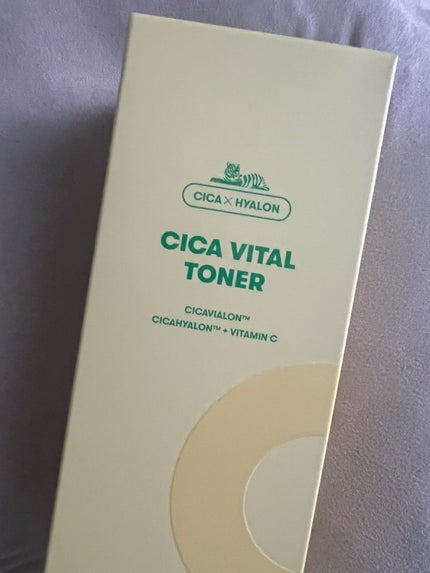 CICA × HYALON
CICA VITAL
TONER
CICAVIALON™
CICAHYALON™ + VITAMIN C